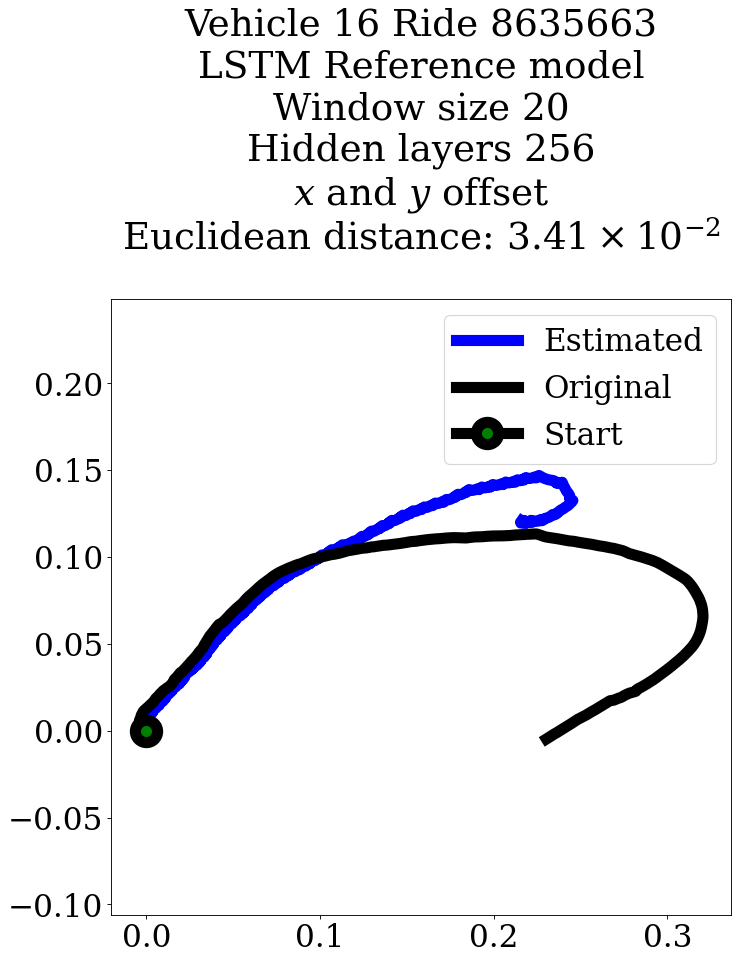 Vehicle 16 Ride 8635663
LSTM Reference model
Window size 20
Hidden layers 256
x and y offset
Euclidean distance: 3.41 × 10⁻²
Estimated
Original
Start
0.20
0.15
0.10
0.05
0.00
−0.05
−0.10
0.0 0.1 0.2 0.3